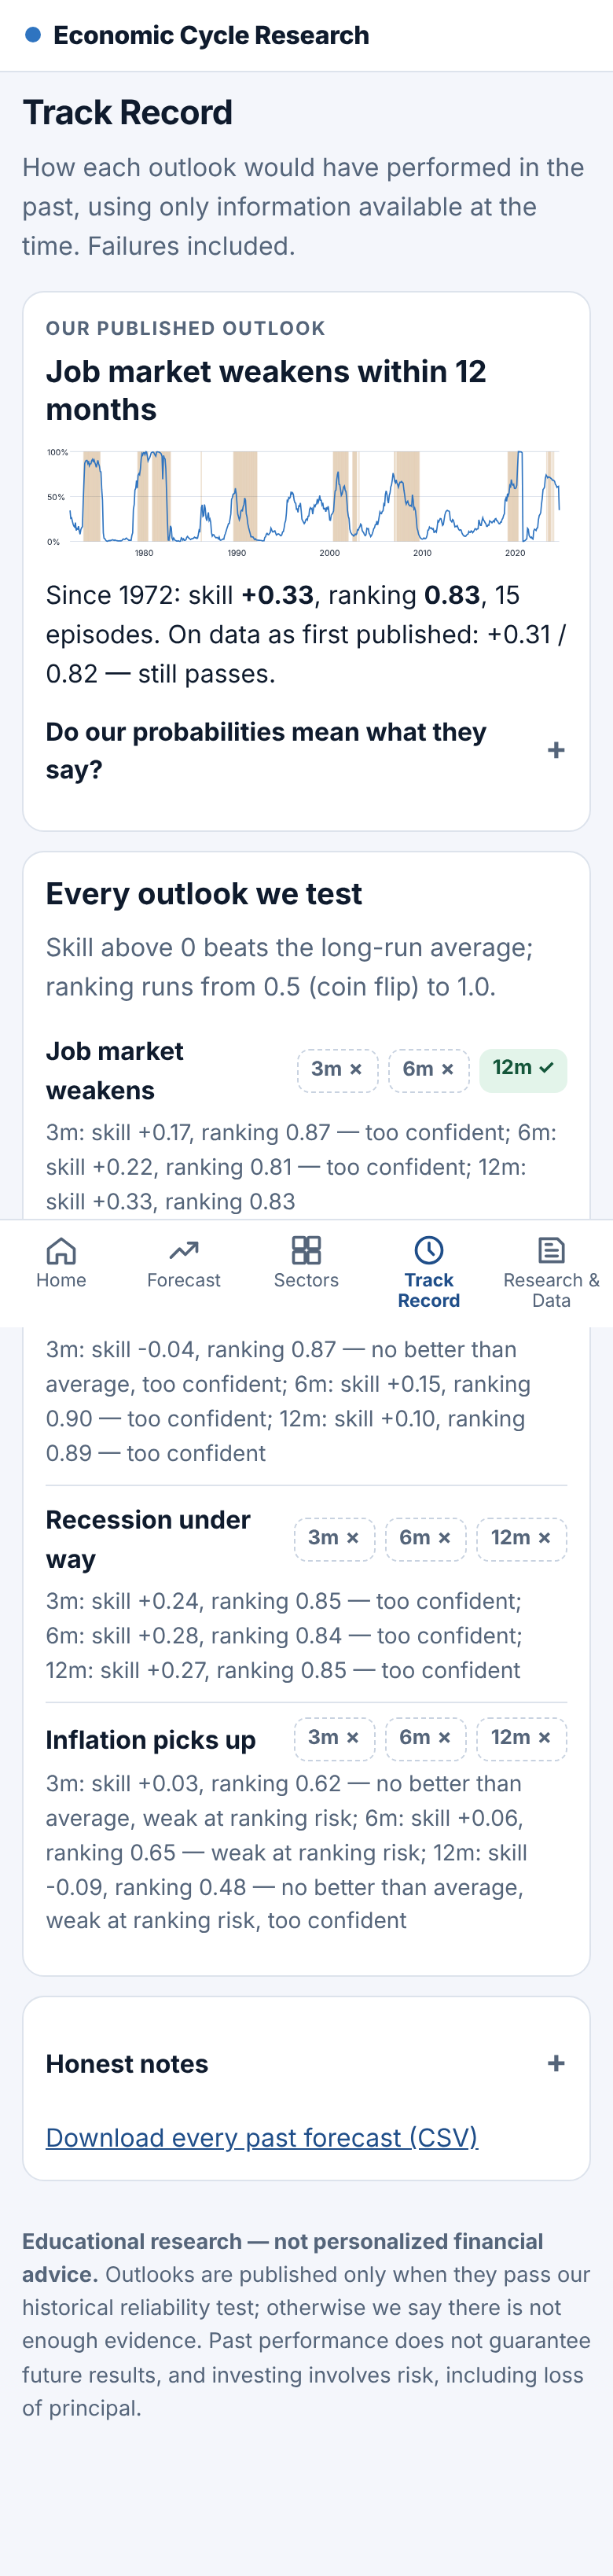 Economic Cycle Research
Track Record
How each outlook would have performed in the
past, using only information available at the
time. Failures included.
OUR PUBLISHED OUTLOOK
Job market weakens within 12
months
100%
50%
0%
1980 1990 2000 2010 2020
Since 1972: skill +0.33, ranking 0.83, 15
episodes. On data as first published: +0.31 /
0.82 — still passes.
Do our probabilities mean what they
say?
+
Every outlook we test
Skill above 0 beats the long-run average;
ranking runs from 0.5 (coin flip) to 1.0.
Job market
weakens
3m × 6m × 12m ✓
3m: skill +0.17, ranking 0.87 — too confident; 6m:
skill +0.22, ranking 0.81 — too confident; 12m:
skill +0.33, ranking 0.83
Home
Forecast
Sectors
Track
Record
Research &
Data
3m: skill -0.04, ranking 0.87 — no better than
average, too confident; 6m: skill +0.15, ranking
0.90 — too confident; 12m: skill +0.10, ranking
0.89 — too confident
Recession under
way
3m × 6m × 12m ×
3m: skill +0.24, ranking 0.85 — too confident;
6m: skill +0.28, ranking 0.84 — too confident;
12m: skill +0.27, ranking 0.85 — too confident
Inflation picks up
3m × 6m × 12m ×
3m: skill +0.03, ranking 0.62 — no better than
average, weak at ranking risk; 6m: skill +0.06,
ranking 0.65 — weak at ranking risk; 12m: skill
-0.09, ranking 0.48 — no better than average,
weak at ranking risk, too confident
Honest notes
+
Download every past forecast (CSV)
Educational research — not personalized financial
advice. Outlooks are published only when they pass our
historical reliability test; otherwise we say there is not
enough evidence. Past performance does not guarantee
future results, and investing involves risk, including loss
of principal.